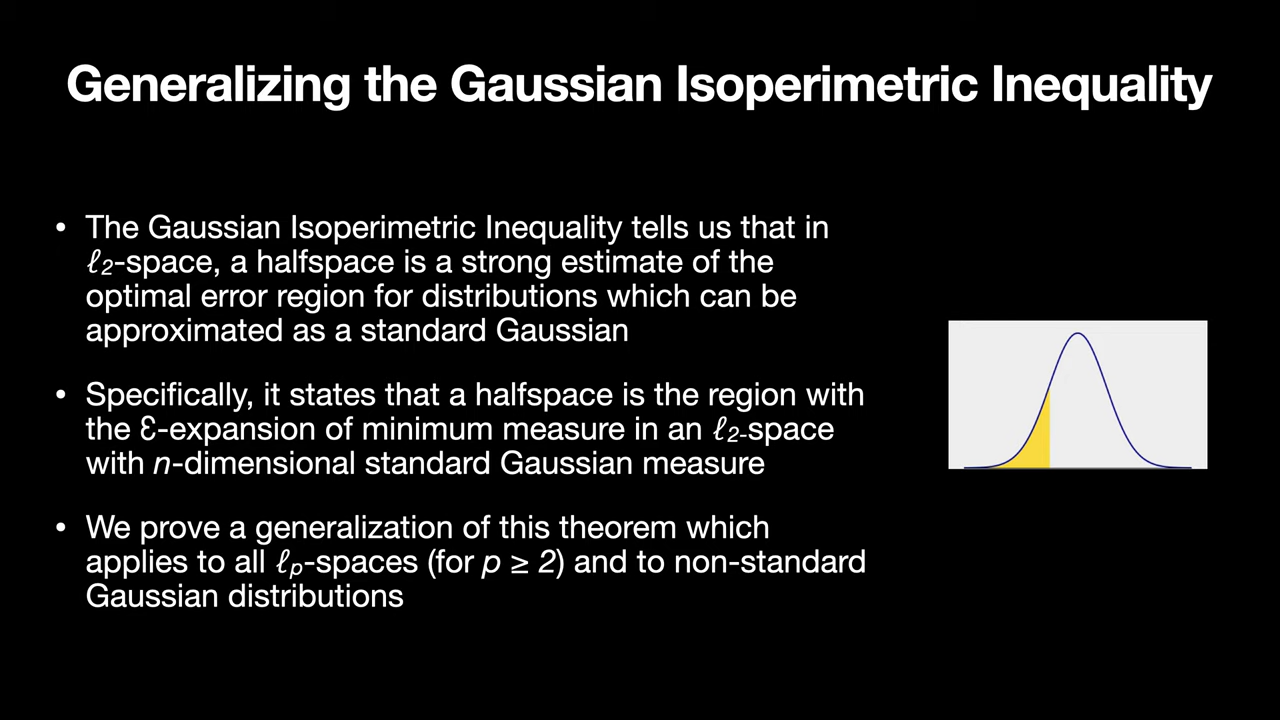 Generalizing the Gaussian Isoperimetric Inequality
• The Gaussian Isoperimetric Inequality tells us that in
ℓ₂-space, a halfspace is a strong estimate of the
optimal error region for distributions which can be
approximated as a standard Gaussian
• Specifically, it states that a halfspace is the region with
the Ɛ-expansion of minimum measure in an ℓ₂-space
with n-dimensional standard Gaussian measure
• We prove a generalization of this theorem which
applies to all ℓₚ-spaces (for p ≥ 2) and to non-standard
Gaussian distributions